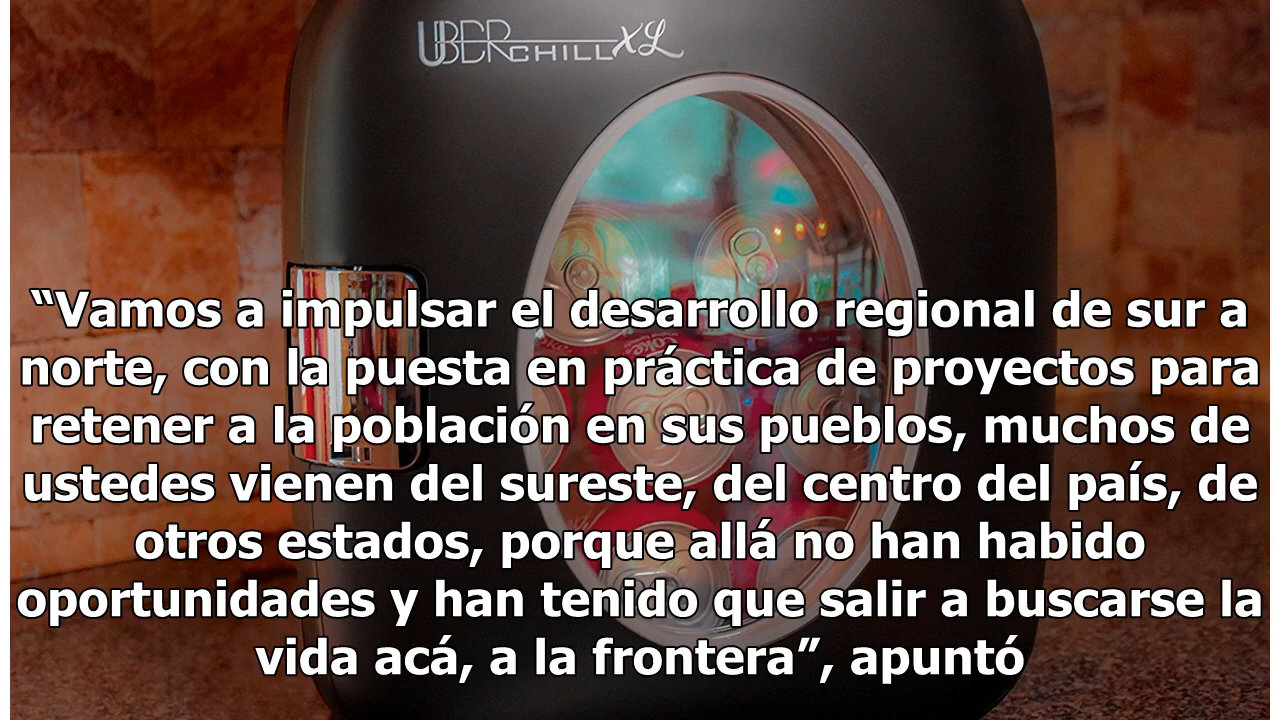 UBER CHILL XL
“Vamos a impulsar el desarrollo regional de sur a
norte, con la puesta en práctica de proyectos para
retener a la población en sus pueblos, muchos de
ustedes vienen del sureste, del centro del país, de
otros estados, porque allá no han habido
oportunidades y han tenido que salir a buscarse la
vida acá, a la frontera”, apuntó